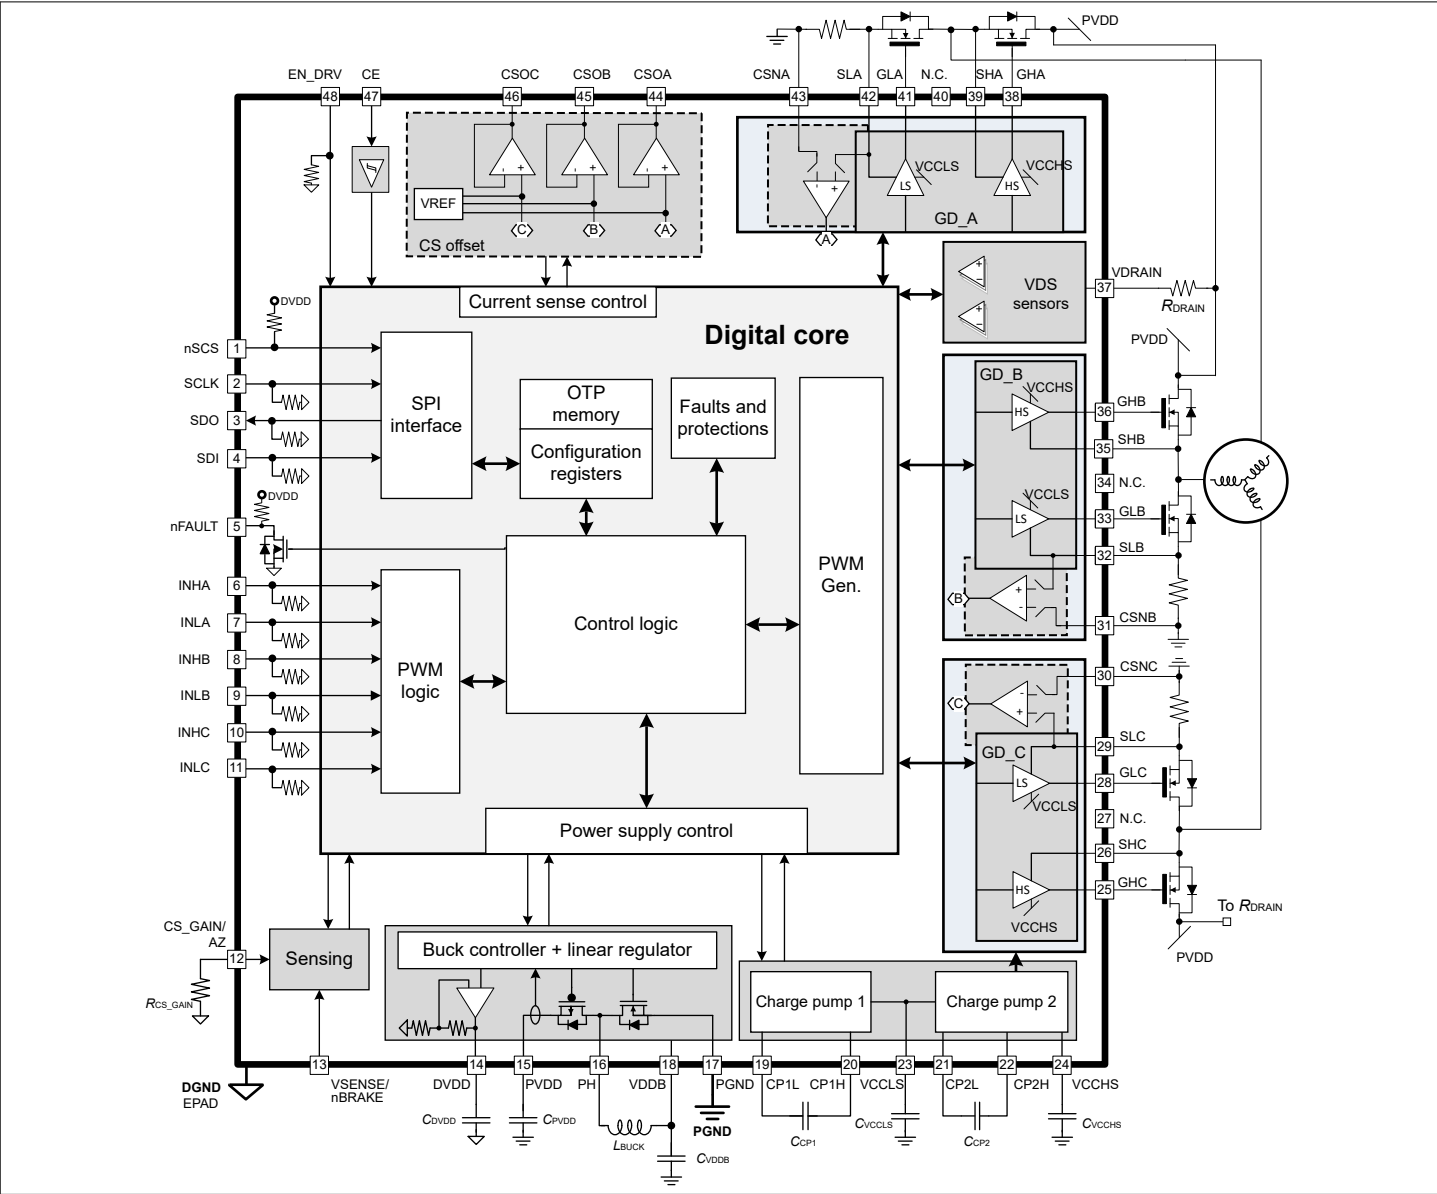 PVDD
EN_DRV CE CSOC CSOB CSOA CSNA SLA GLA N.C. SHA GHA
48 47 46 45 44 43 42 41 40 39 38
VCCLS VCCHS
LS HS
GD_A
VREF
C B A
A
CS offset
VDRAIN
37
VDS
sensors
RDRAIN
DVDD
Current sense control
Digital core
PVDD
nSCS 1
SCLK 2
SDO 3
SDI 4
SPI
interface
OTP
memory
Configuration
registers
Faults and
protections
GD_B
VCCHS
HS
36 GHB
35 SHB
34 N.C.
VCCLS
LS
33 GLB
32 SLB
DVDD
nFAULT 5
PWM
Gen.
INHA 6
INLA 7
INHB 8
INLB 9
INHC 10
INLC 11
PWM
logic
Control logic
B
31 CSNB
30 CSNC
C
29 SLC
GD_C
LS
28 GLC
VCCLS
27 N.C.
26 SHC
HS
25 GHC
VCCHS
To RDRAIN
PVDD
Power supply control
CS_GAIN/
AZ
12
Sensing
RCS_GAIN
Buck controller + linear regulator
Charge pump 1
Charge pump 2
13 14 15 16 18 17 19 20 23 21 22 24
DGND
EPAD
VSENSE/
nBRAKE
DVDD PVDD PH VDDB PGND CP1L CP1H VCCLS CP2L CP2H VCCHS
CDVDD CPVDD LBUCK CVDDB PGND CCP1 CVCCLS CCP2 CVCCHS